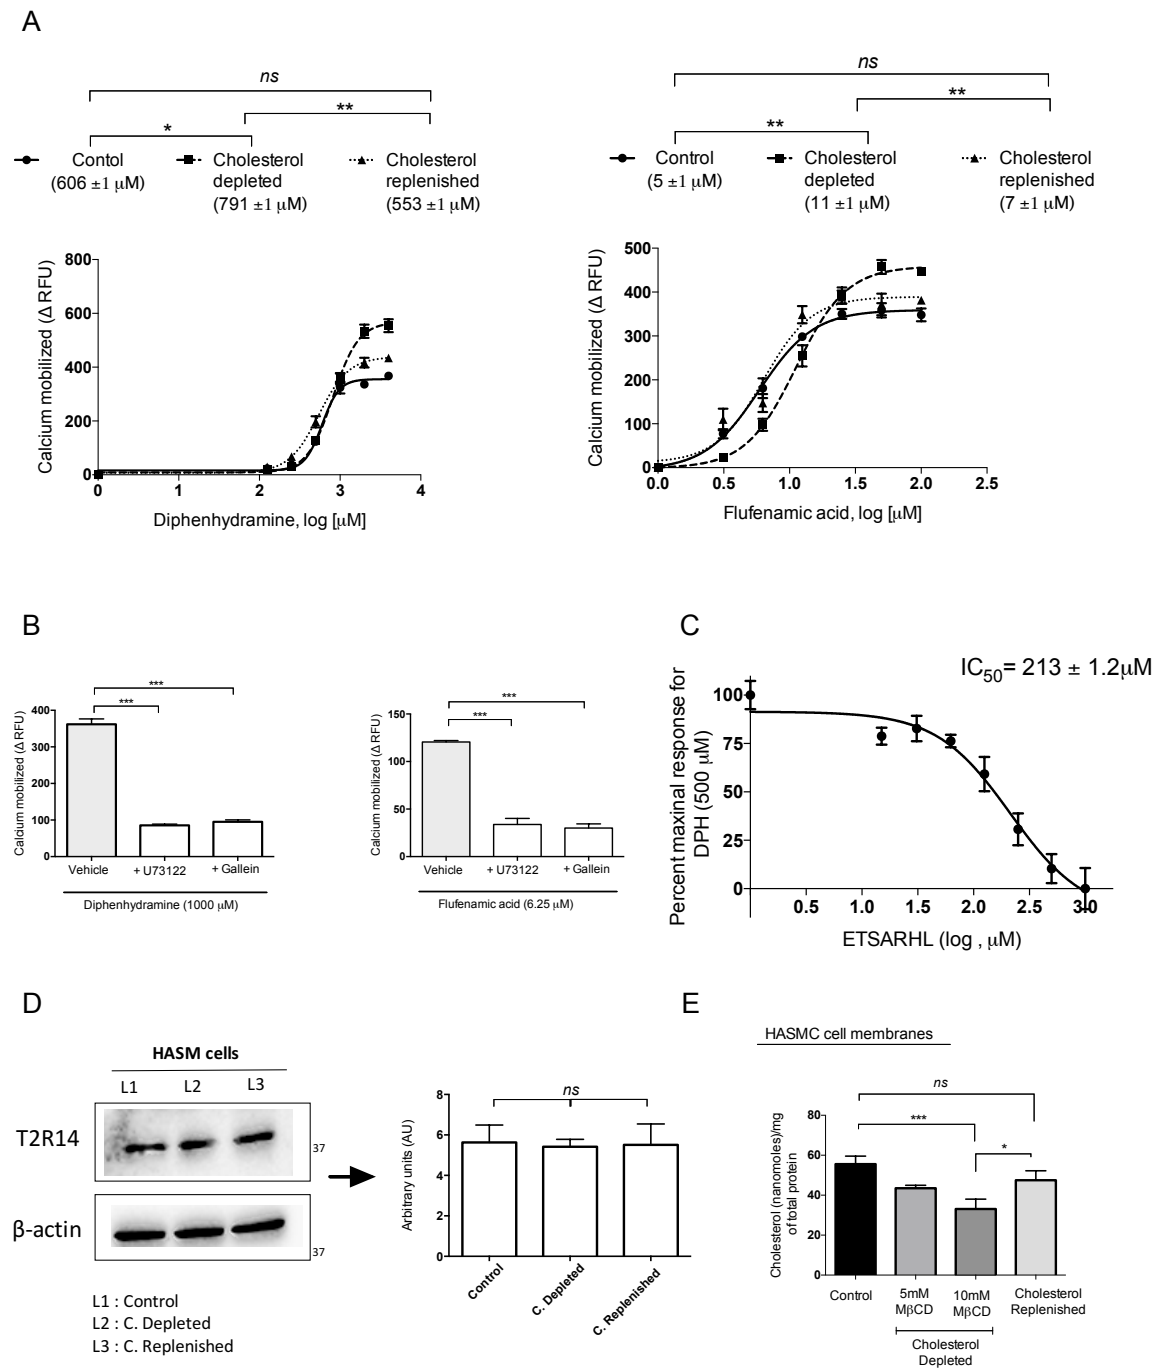 A
ns
**
*
Contol
(606 ±1 μM)
Cholesterol
depleted
(791 ±1 μM)
Cholesterol
replenished
(553 ±1 μM)
Calcium mobilized (Δ RFU)
800
600
400
200
0
0 1 2 3 4
Diphenhydramine, log [μM]
ns
**
**
Control
(5 ±1 μM)
Cholesterol
depleted
(11 ±1 μM)
Cholesterol
replenished
(7 ±1 μM)
Calcium mobilized (Δ RFU)
500
400
300
200
100
0
0.0 0.5 1.0 1.5 2.0 2.5
Flufenamic acid, log [μM]
B
***
***
Calcium mobilized (Δ RFU)
400
300
200
100
0
Vehicle + U73122 + Gallein
Diphenhydramine (1000 μM)
***
***
Calcium mobilized (Δ RFU)
150
100
50
0
Vehicle + U73122 + Gallein
Flufenamic acid (6.25 μM)
C
IC50= 213 ± 1.2μM
Percent maximal response for
DPH (500 μM)
100
75
50
25
0
0.5 1.0 1.5 2.0 2.5 3.0
ETSARHL (log , μM)
D
HASM cells
L1 L2 L3
T2R14
37
β-actin
37
L1 : Control
L2 : C. Depleted
L3 : C. Replenished
ns
Arbitrary units (AU)
8
6
4
2
0
Control
C. Depleted
C. Replenished
E
HASMC cell membranes
ns
***
*
Cholesterol (nanomoles)/mg
of total protein
80
60
40
20
0
Control
5mM
MβCD
10mM
MβCD
Cholesterol
Replenished
Cholesterol
Depleted